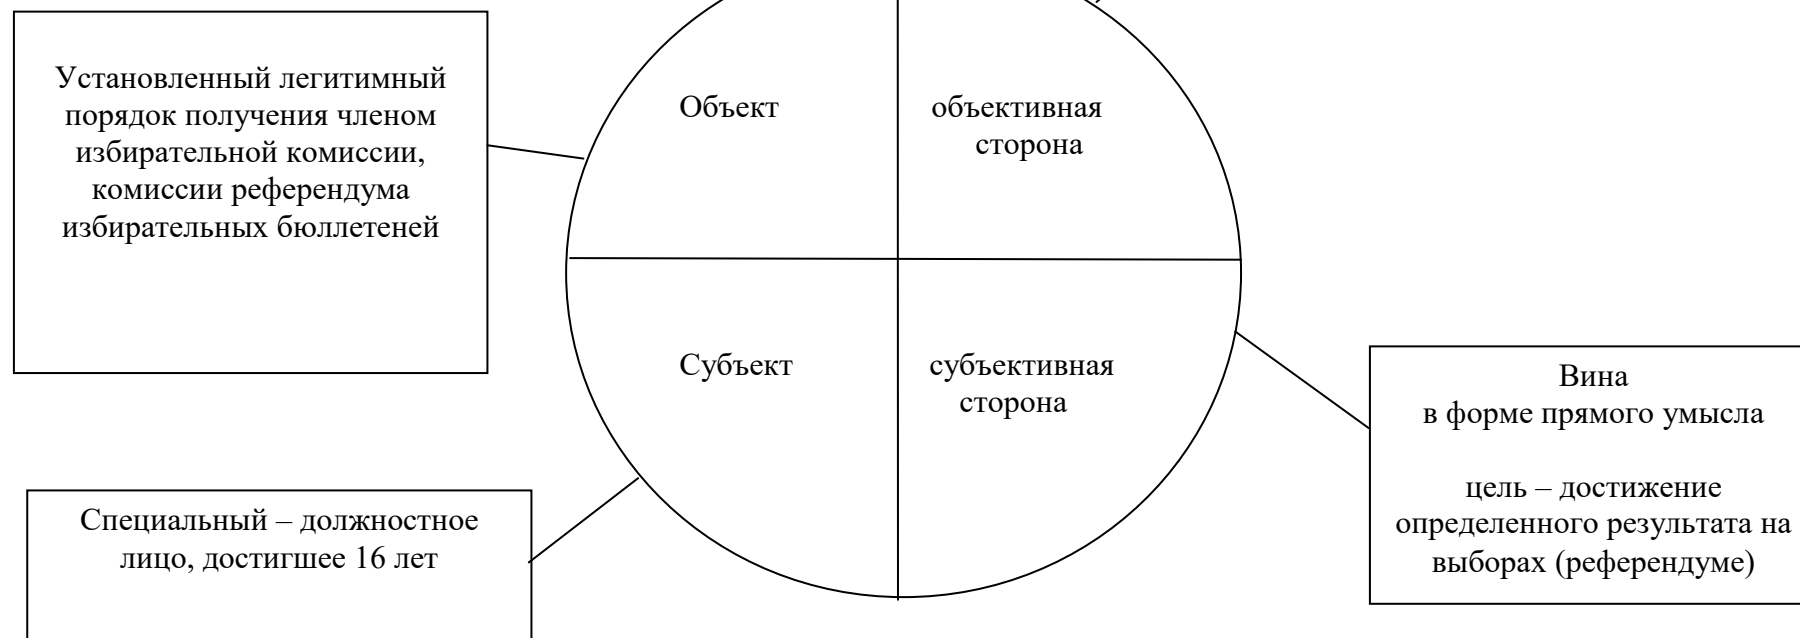 Установленный легитимный
порядок получения членом
избирательной комиссии,
комиссии референдума
избирательных бюллетеней
Объект
объективная
сторона
Субъект
субъективная
сторона
Вина
в форме прямого умысла
цель – достижение
определенного результата на
выборах (референдуме)
Специальный – должностное
лицо, достигшее 16 лет